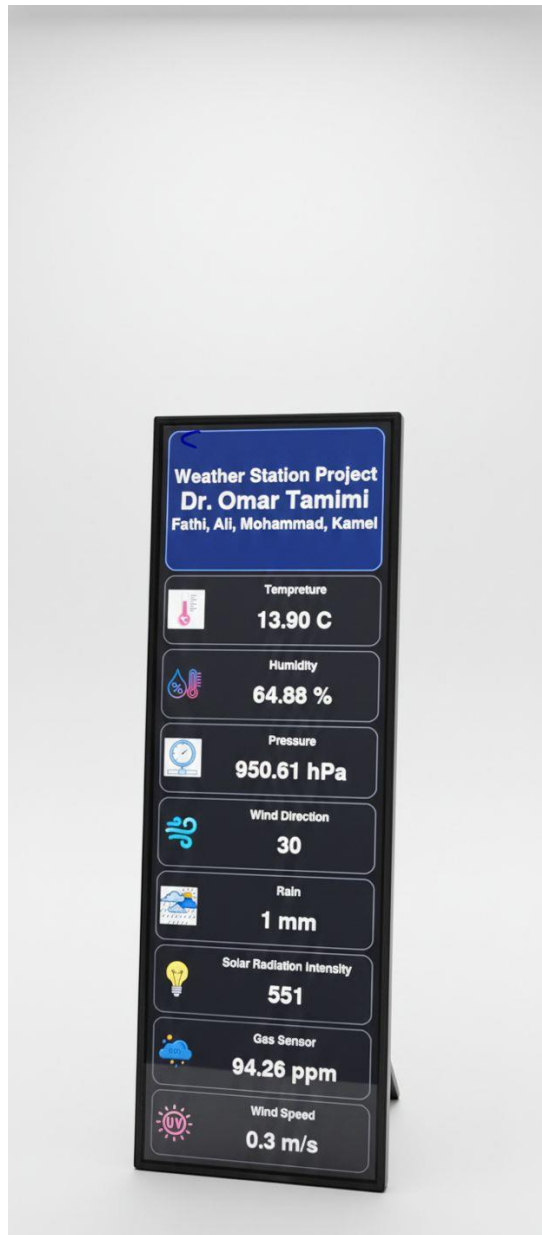 Weather Station Project
Dr. Omar Tamimi
Fathi, Ali, Mohammad, Kamel
Tempreture
13.90 C
Humidity
64.88 %
Pressure
950.61 hPa
Wind Direction
30
Rain
1 mm
Solar Radiation Intensity
551
Gas Sensor
94.26 ppm
Wind Speed
UV
0.3 m/s